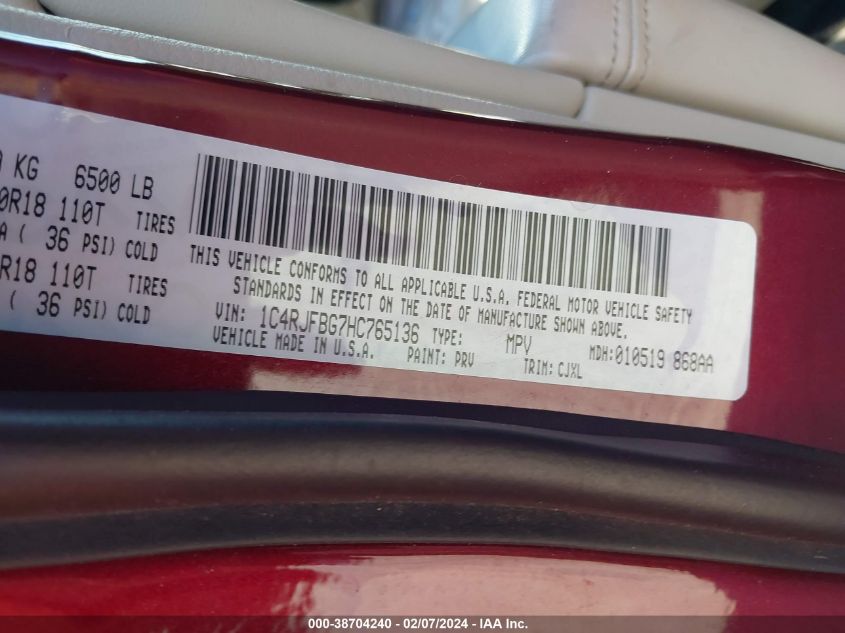 KG 6500 LB
0R18 110T TIRES
A ( 36 PSI) COLD
R18 110T TIRES
( 36 PSI) COLD
THIS VEHICLE CONFORMS TO ALL APPLICABLE U.S.A. FEDERAL MOTOR VEHICLE SAFETY
STANDARDS IN EFFECT ON THE DATE OF MANUFACTURE SHOWN ABOVE.
VIN: 1C4RJFBG7HC765136 TYPE: MPV MDH:010519 868AA
VEHICLE MADE IN U.S.A. PAINT: PRV TRIM: CJXL
000-38704240 - 02/07/2024 - IAA Inc.